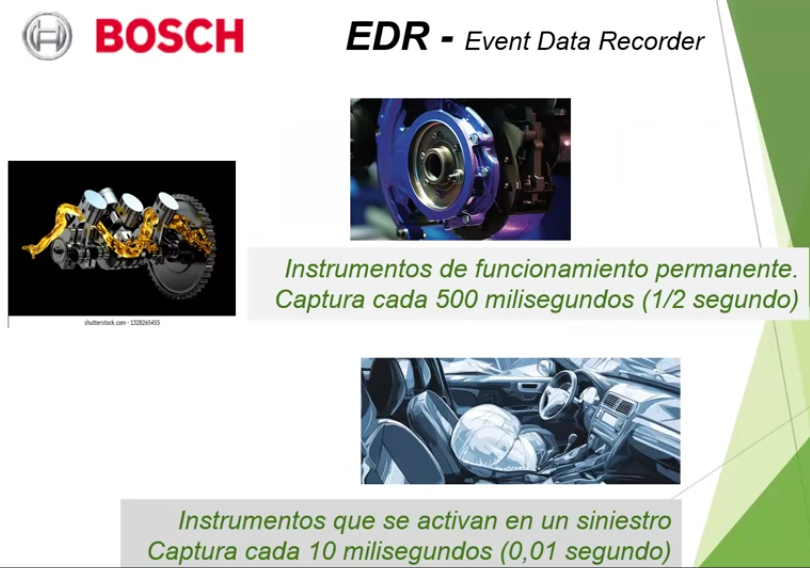 BOSCH
EDR - Event Data Recorder
shutterstock.com · 1328265455
Instrumentos de funcionamiento permanente.
Captura cada 500 milisegundos (1/2 segundo)
Instrumentos que se activan en un siniestro
Captura cada 10 milisegundos (0,01 segundo)